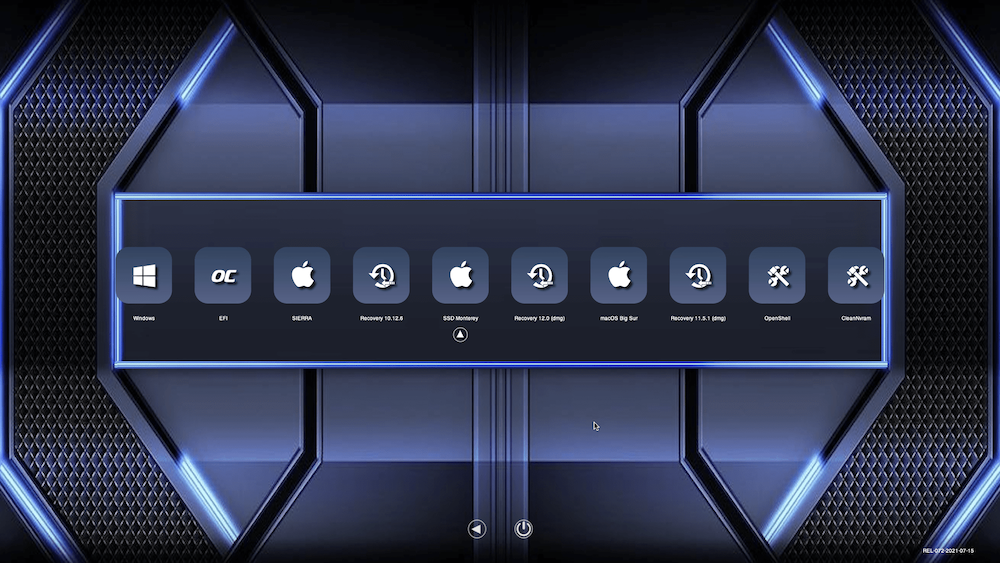 OC
Windows
EFI
SIERRA
Recovery 10.12.6
SSD Monterey
Recovery 12.0 (dmg)
macOS Big Sur
Recovery 11.5.1 (dmg)
OpenShell
CleanNvram
REL-072-2021-07-15